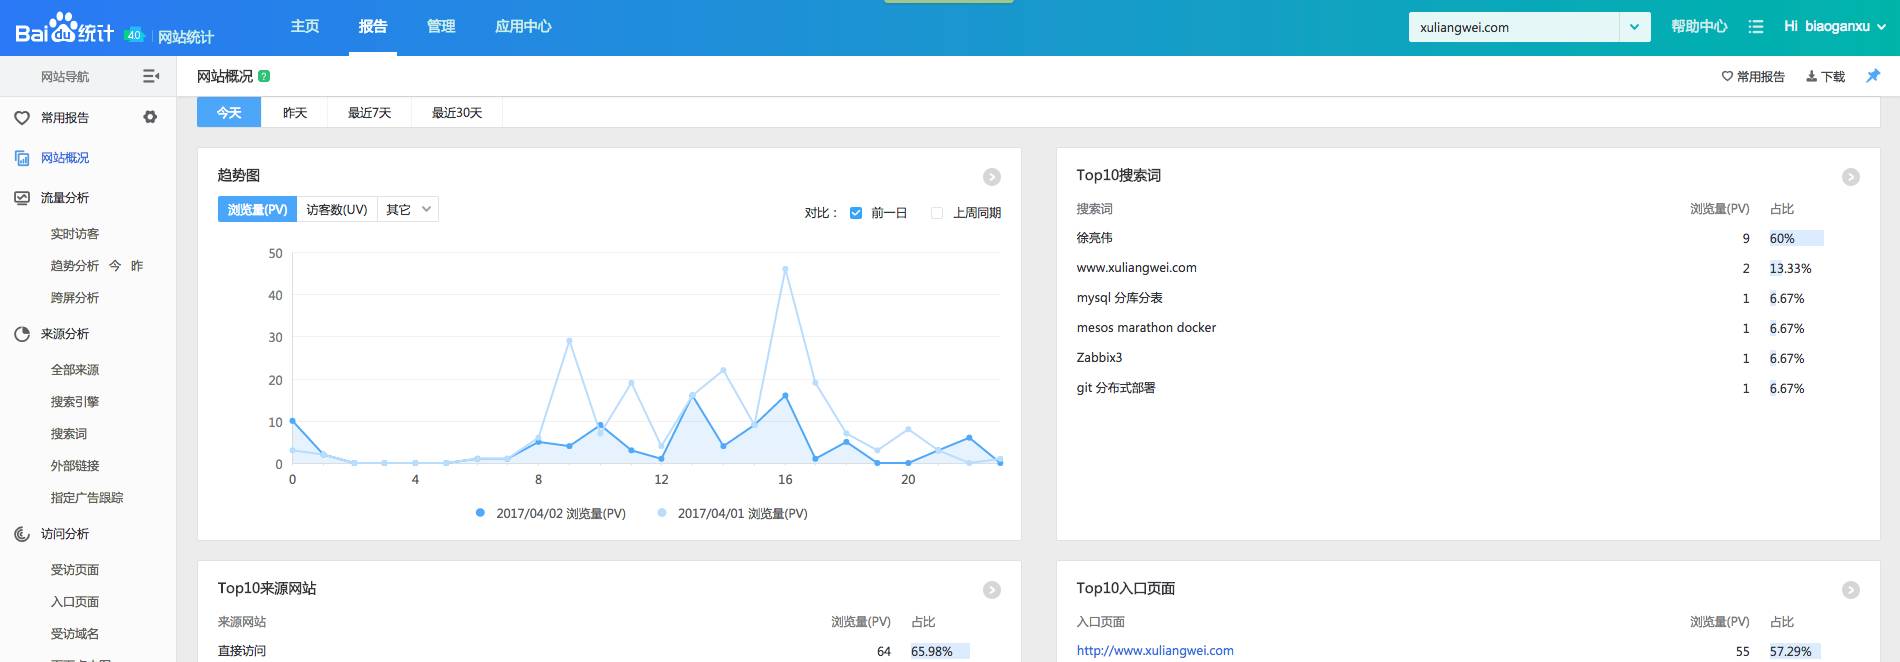 Baidu统计 4.0 | 网站统计
主页 报告 管理 应用中心
xuliangwei.com
帮助中心
Hi biaoganxu
网站导航
常用报告
网站概况
流量分析
实时访客
趋势分析 今 昨
跨屏分析
来源分析
全部来源
搜索引擎
搜索词
外部链接
指定广告跟踪
访问分析
受访页面
入口页面
受访域名
网站概况 ?
常用报告 下载
今天 昨天 最近7天 最近30天
趋势图
浏览量(PV) 访客数(UV) 其它
对比： 前一日 上周同期
50
40
30
20
10
0
0 4 8 12 16 20
2017/04/02 浏览量(PV) 2017/04/01 浏览量(PV)
Top10搜索词
搜索词 浏览量(PV) 占比
徐亮伟 9 60%
www.xuliangwei.com 2 13.33%
mysql 分库分表 1 6.67%
mesos marathon docker 1 6.67%
Zabbix3 1 6.67%
git 分布式部署 1 6.67%
Top10来源网站
来源网站 浏览量(PV) 占比
直接访问 64 65.98%
Top10入口页面
入口页面 浏览量(PV) 占比
http://www.xuliangwei.com 55 57.29%